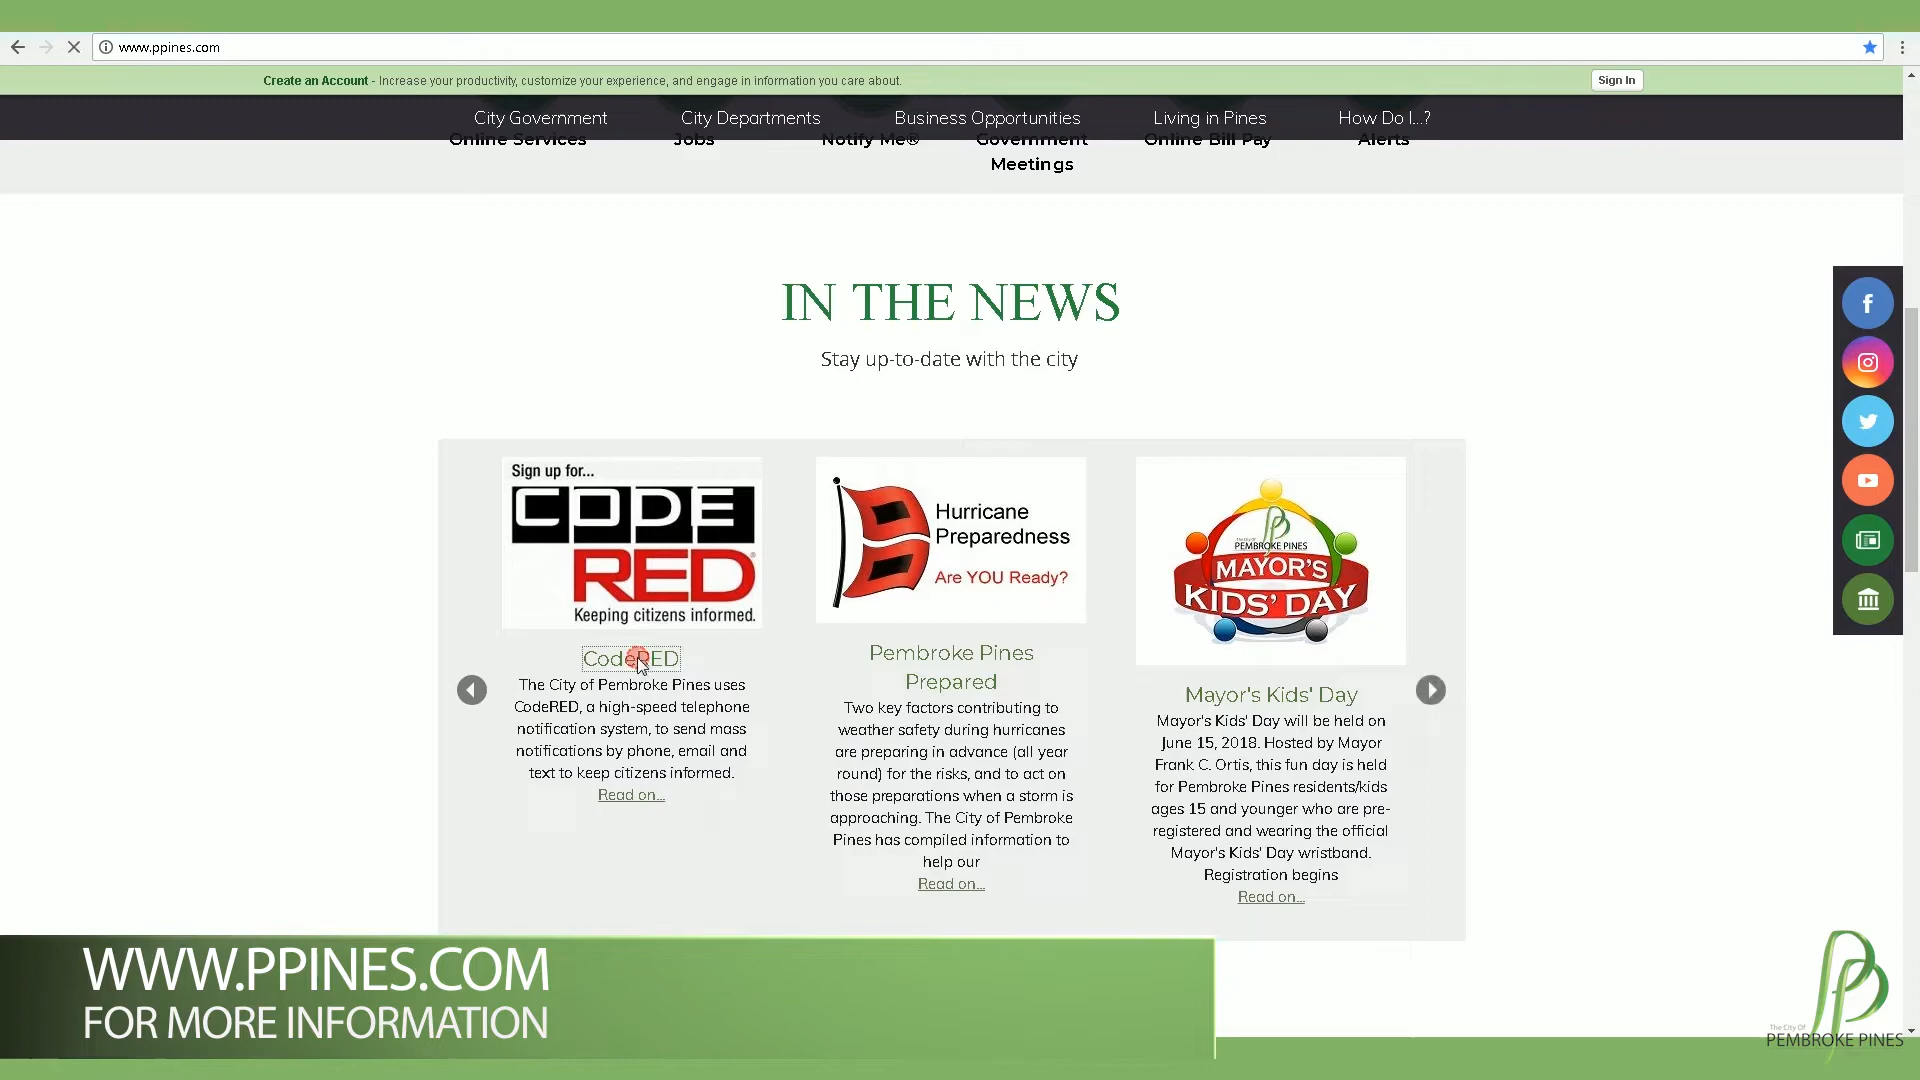 www.ppines.com
Create an Account - Increase your productivity, customize your experience, and engage in information you care about.
Sign In
City Government
City Departments
Business Opportunities
Living in Pines
How Do I...?
Online Services
Jobs
Notify Me®
Government
Meetings
Online Bill Pay
Alerts
IN THE NEWS
Stay up-to-date with the city
Sign up for...
CODE
RED®
Keeping citizens informed.
CodeRED
The City of Pembroke Pines uses
CodeRED, a high-speed telephone
notification system, to send mass
notifications by phone, email and
text to keep citizens informed.
Read on...
Hurricane
Preparedness
Are YOU Ready?
Pembroke Pines
Prepared
Two key factors contributing to
weather safety during hurricanes
are preparing in advance (all year
round) for the risks, and to act on
those preparations when a storm is
approaching. The City of Pembroke
Pines has compiled information to
help our
Read on...
The City Of
PEMBROKE PINES
MAYOR'S
KIDS' DAY
Mayor's Kids' Day
Mayor's Kids' Day will be held on
June 15, 2018. Hosted by Mayor
Frank C. Ortis, this fun day is held
for Pembroke Pines residents/kids
ages 15 and younger who are pre-
registered and wearing the official
Mayor's Kids' Day wristband.
Registration begins
Read on...
WWW.PPINES.COM
FOR MORE INFORMATION
The City Of
PEMBROKE PINES